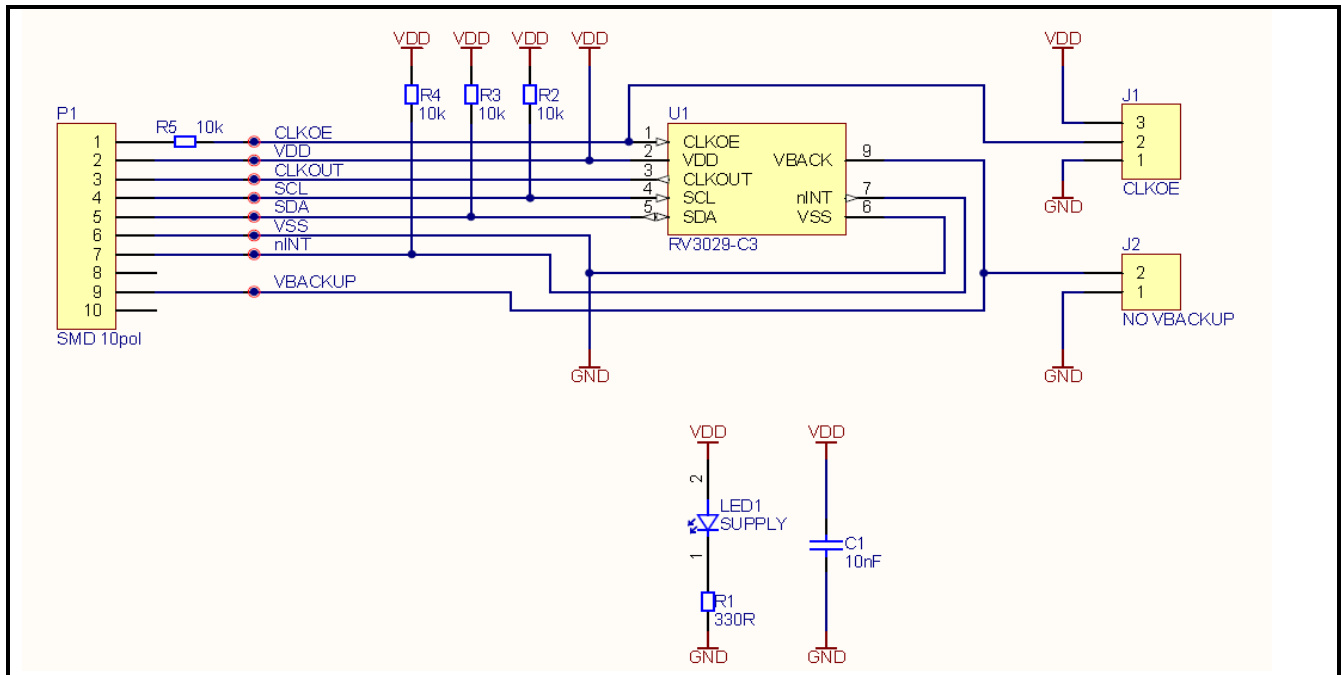 VDD VDD VDD VDD VDD
R4
10k
R3
10k
R2
10k
P1
1
2
3
4
5
6
7
8
9
10
SMD 10pol
R5 10k
CLKOE
VDD
CLKOUT
SCL
SDA
VSS
nINT
VBACKUP
U1
1 CLKOE
2 VDD
3 CLKOUT
4 SCL
5 SDA
VBACK 9
nINT 7
VSS 6
RV3029-C3
J1
3
2
1
CLKOE
GND
J2
2
1
NO VBACKUP
GND
GND
VDD
2
LED1
SUPPLY
1
R1
330R
GND
VDD
C1
10nF
GND